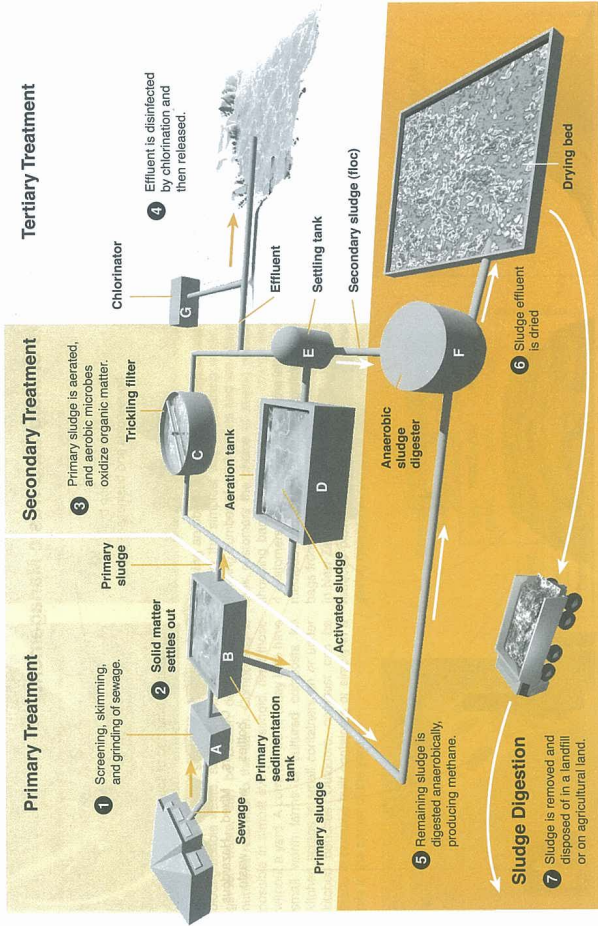 Primary Treatment
Secondary Treatment
Tertiary Treatment
1 Screening, skimming,
and grinding of sewage.
2 Solid matter
settles out
Primary
sludge
3 Primary sludge is aerated,
and aerobic microbes
oxidize organic matter.
Trickling filter
Chlorinator
4 Effluent is disinfected
by chlorination and
then released.
A
B
C
D
E
F
G
Sewage
Primary
sedimentation
tank
Primary sludge
Aeration tank
Activated sludge
Effluent
Settling tank
Secondary sludge (floc)
Anaerobic
sludge
digester
5 Remaining sludge is
digested anaerobically,
producing methane.
6 Sludge effluent
is dried
Drying bed
Sludge Digestion
7 Sludge is removed and
disposed of in a landfill
or on agricultural land.